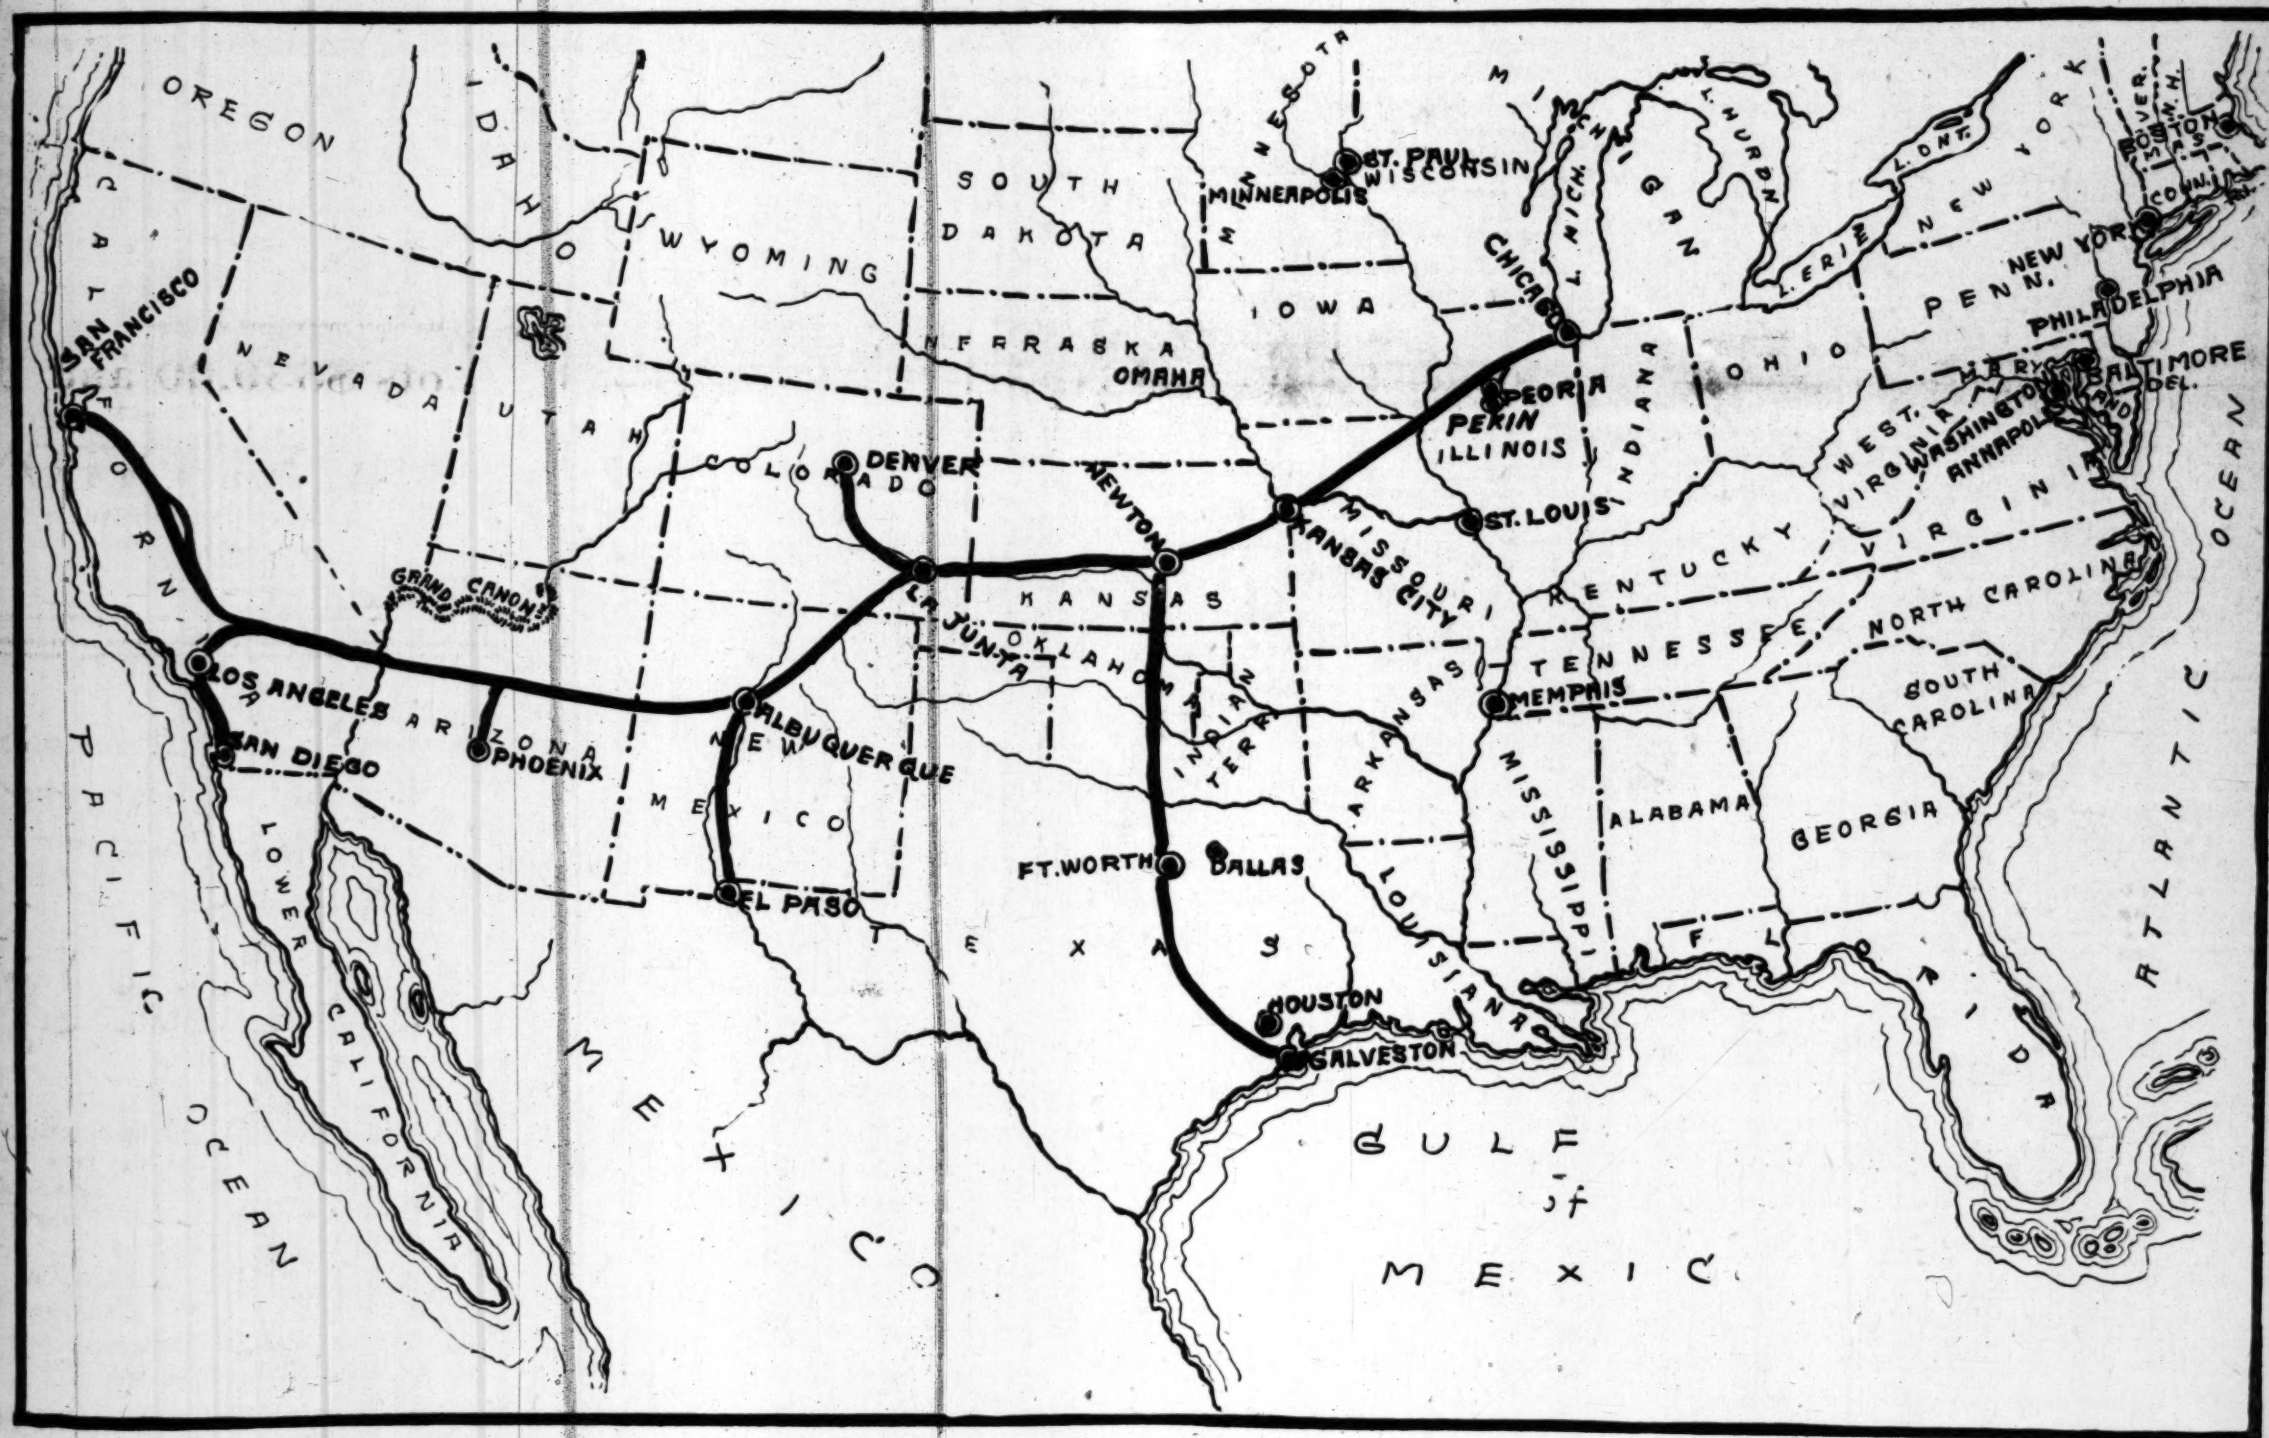 OREGON
IDAHO
CALIFORNIA
SAN
FRANCISCO
NEVADA
UTAH
WYOMING
SOUTH
DAKOTA
MINNESOTA
ST. PAUL
MINNEAPOLIS
WISCONSIN
MICHIGAN
L. MICH.
L. HURON
L. ERIE
L. ONT.
NEW YORK
VER.
N.H.
BOSTON
MAS
CONN.
R.I.
NEW YORK
PENN.
PHILADELPHIA
BALTIMORE
DEL.
MARYLAND
WASHINGTON
ANNAPOL
WEST.
VIRGINIA
VIRGINIA
OHIO
INDIANA
CHICAGO
PEORIA
PEKIN
ILLINOIS
IOWA
NEBRASKA
OMAHA
COLORADO
DENVER
NEWTON
KANSAS CITY
MISSOURI
ST. LOUIS
KENTUCKY
TENNESSEE
NORTH CAROLINA
SOUTH
CAROLINA
GRAND CANON
LA JUNTA
KANSAS
OKLAHOMA
INDIAN
TERR.
ARKANSAS
MEMPHIS
MISSISSIPPI
ALABAMA
GEORGIA
LOS ANGELES
SAN DIEGO
ARIZONA
PHOENIX
ALBUQUERQUE
NEW
MEXICO
EL PASO
FT. WORTH
DALLAS
TEXAS
HOUSTON
GALVESTON
LOUISIANA
FLORIDA
LOWER CALIFORNIA
PACIFIC OCEAN
ATLANTIC OCEAN
MEXICO
GULF
of
MEXIC